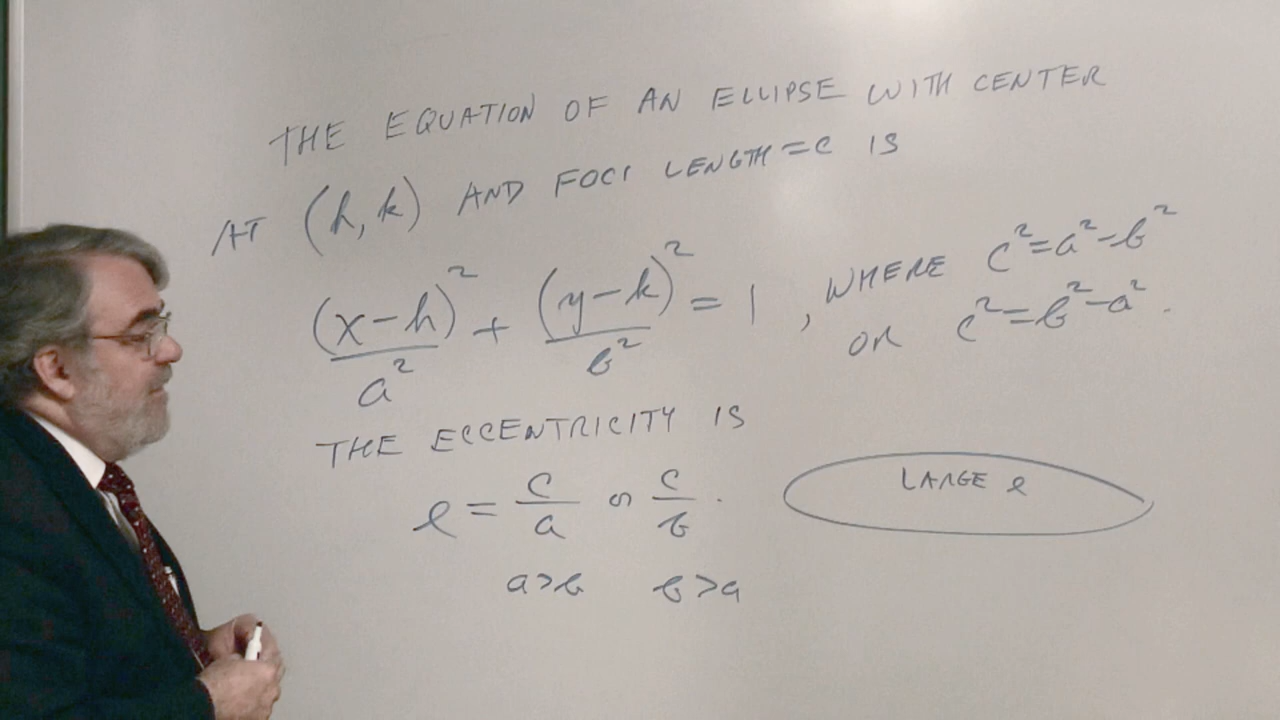 THE EQUATION OF AN ELLIPSE WITH CENTER
AT (h, k) AND FOCI LENGTH = c IS
(x-h)²/a² + (y-k)²/b² = 1, WHERE c² = a² - b²
OR c² = b² - a².
THE ECCENTRICITY IS
e = c/a or c/b.
a>b b>a
LARGE e